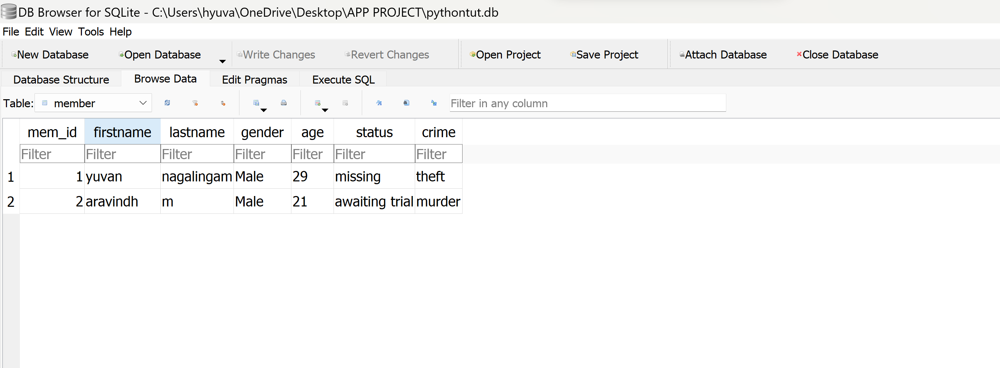 DB Browser for SQLite - C:\Users\hyuva\OneDrive\Desktop\APP PROJECT\pythontut.db
File Edit View Tools Help
New Database Open Database Write Changes Revert Changes Open Project Save Project Attach Database Close Database
Database Structure Browse Data Edit Pragmas Execute SQL
Table: member Filter in any column
mem_id firstname lastname gender age status crime
Filter Filter Filter Filter Filter Filter Filter
1 1 yuvan nagalingam Male 29 missing theft
2 2 aravindh m Male 21 awaiting trial murder